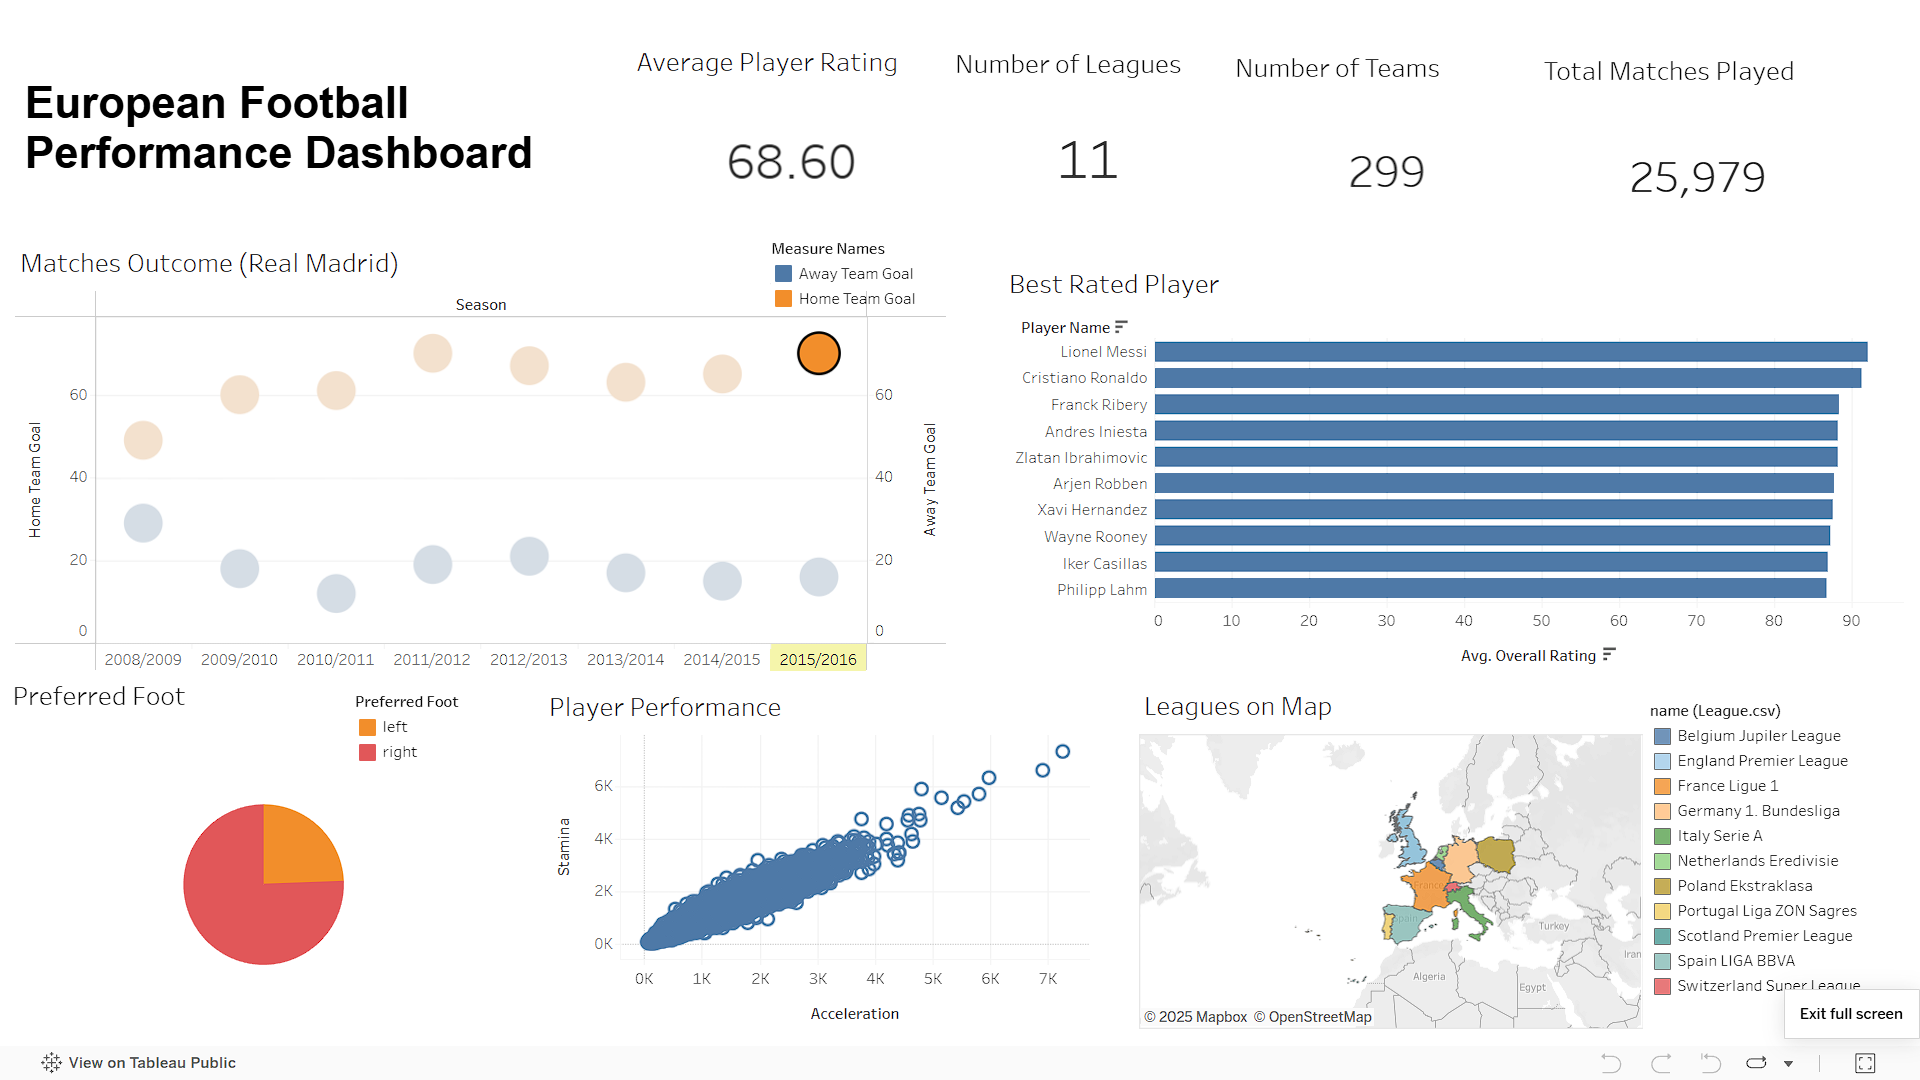 European Football
Performance Dashboard
Average Player Rating
68.60
Number of Leagues
11
Number of Teams
299
Total Matches Played
25,979
Matches Outcome (Real Madrid)
Measure Names
Away Team Goal
Home Team Goal
Season
Home Team Goal
60
40
20
0
Away Team Goal
60
40
20
0
2008/2009 2009/2010 2010/2011 2011/2012 2012/2013 2013/2014 2014/2015 2015/2016
Best Rated Player
Player Name
Lionel Messi
Cristiano Ronaldo
Franck Ribery
Andres Iniesta
Zlatan Ibrahimovic
Arjen Robben
Xavi Hernandez
Wayne Rooney
Iker Casillas
Philipp Lahm
0 10 20 30 40 50 60 70 80 90
Avg. Overall Rating
Preferred Foot
Preferred Foot
left
right
Player Performance
Stamina
6K
4K
2K
0K
0K 1K 2K 3K 4K 5K 6K 7K
Acceleration
Leagues on Map
France
Spain
Turkey
Iran
Algeria
Egypt
© 2025 Mapbox © OpenStreetMap
name (League.csv)
Belgium Jupiler League
England Premier League
France Ligue 1
Germany 1. Bundesliga
Italy Serie A
Netherlands Eredivisie
Poland Ekstraklasa
Portugal Liga ZON Sagres
Scotland Premier League
Spain LIGA BBVA
Switzerland Super League
Exit full screen
View on Tableau Public